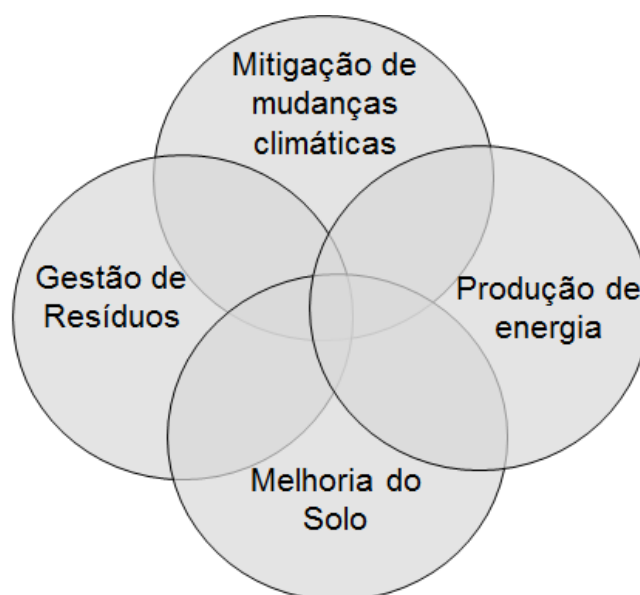 Mitigação de
mudanças
climáticas
Gestão de
Resíduos
Produção de
energia
Melhoria do
Solo